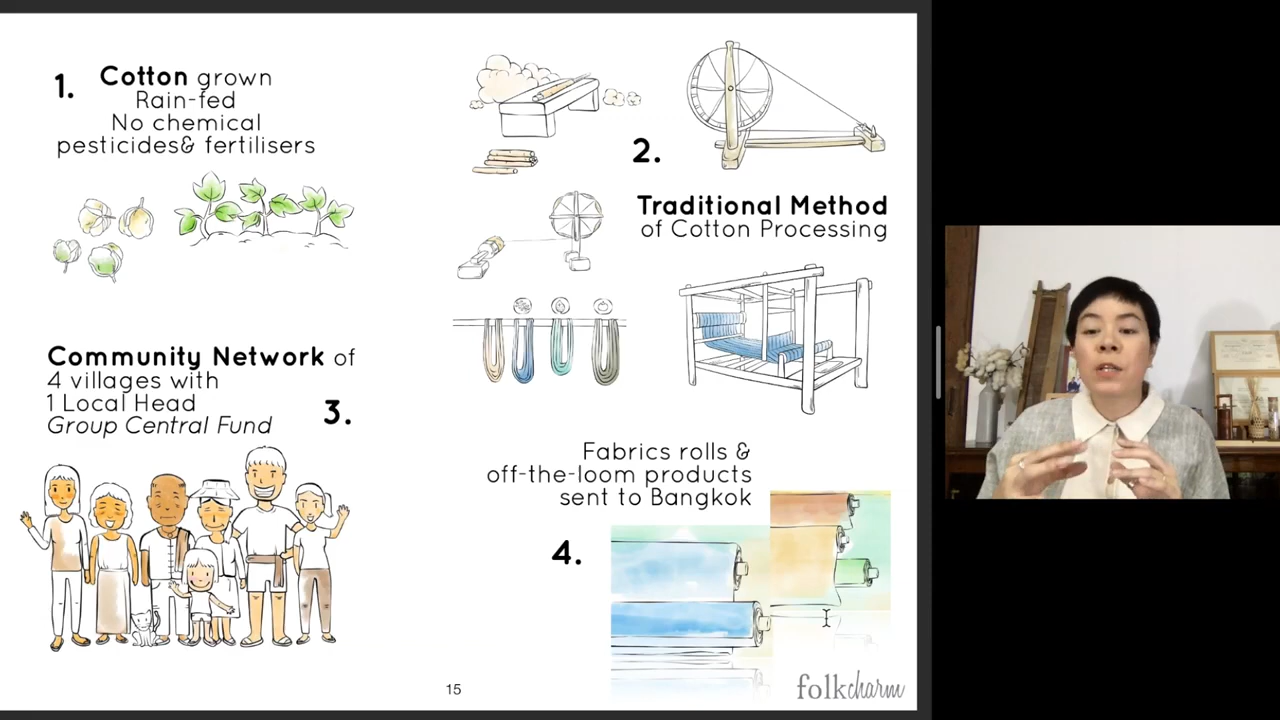 1. Cotton grown
Rain-fed
No chemical
pesticides& fertilisers
2.
Traditional Method
of Cotton Processing
Community Network of
4 villages with
1 Local Head
Group Central Fund
3.
Fabrics rolls &
off-the-loom products
sent to Bangkok
4.
15
folkcharm